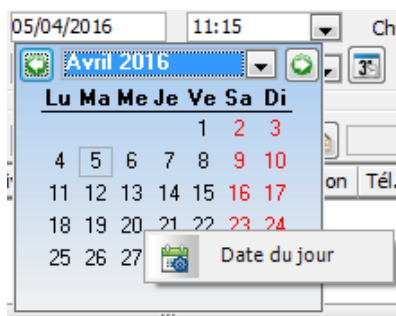 05/04/2016 11:15 Ch
Avril 2016 3
Lu Ma Me Je Ve Sa Di
1 2 3
4 5 6 7 8 9 10
on Tél.
11 12 13 14 15 16 17
18 19 20 21 22 23 24
25 26 27 Date du jour